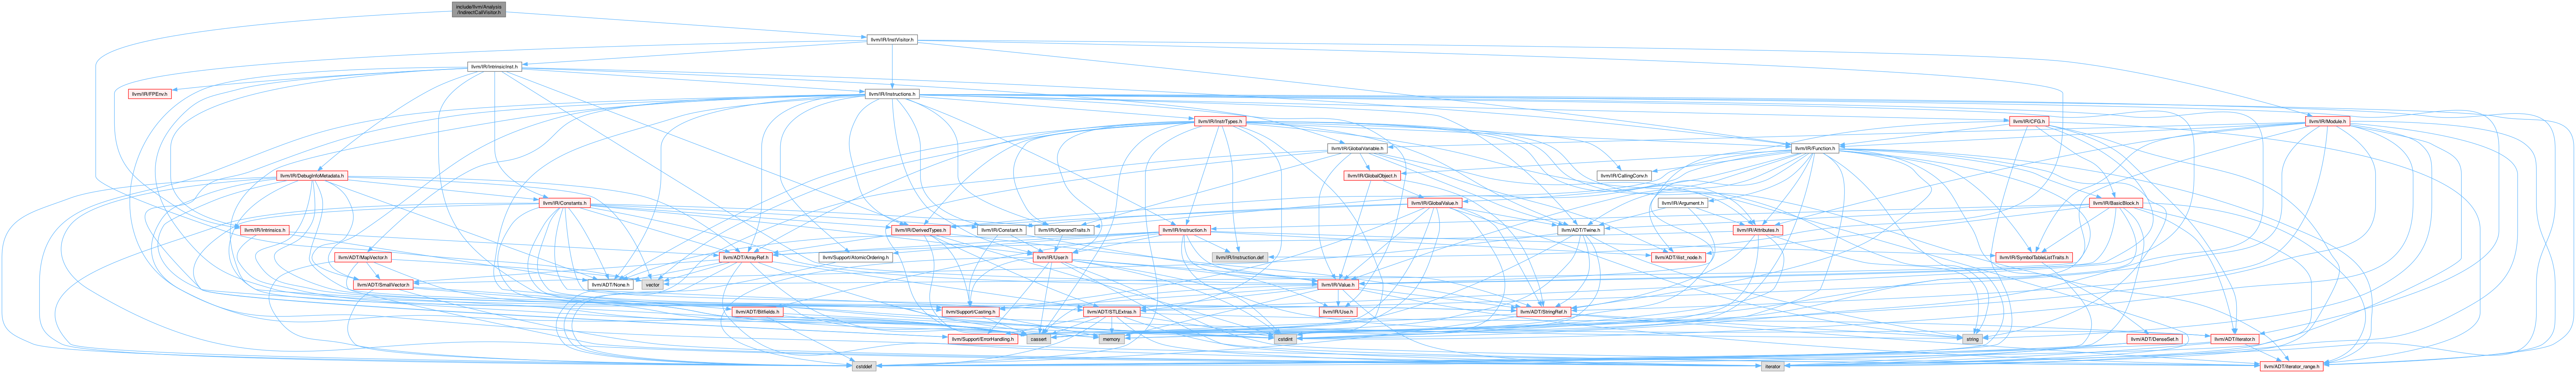 include/llvm/Analysis
/IndirectCallVisitor.h
llvm/IR/InstVisitor.h
llvm/IR/IntrinsicInst.h
llvm/IR/FPEnv.h
llvm/IR/Instructions.h
llvm/IR/InstrTypes.h
llvm/IR/CFG.h
llvm/IR/Module.h
llvm/IR/GlobalVariable.h
llvm/IR/Function.h
llvm/IR/DebugInfoMetadata.h
llvm/IR/GlobalObject.h
llvm/IR/CallingConv.h
llvm/IR/Constants.h
llvm/IR/GlobalValue.h
llvm/IR/Argument.h
llvm/IR/BasicBlock.h
llvm/IR/Intrinsics.h
llvm/IR/DerivedTypes.h
llvm/IR/Constant.h
llvm/IR/OperandTraits.h
llvm/IR/Instruction.h
llvm/ADT/Twine.h
llvm/IR/Attributes.h
llvm/ADT/MapVector.h
llvm/ADT/ArrayRef.h
llvm/Support/AtomicOrdering.h
llvm/IR/User.h
llvm/IR/Instruction.def
llvm/ADT/ilist_node.h
llvm/IR/SymbolTableListTraits.h
llvm/ADT/SmallVector.h
llvm/ADT/None.h
vector
llvm/IR/Value.h
llvm/ADT/Bitfields.h
llvm/Support/Casting.h
llvm/ADT/STLExtras.h
llvm/IR/Use.h
llvm/ADT/StringRef.h
llvm/Support/ErrorHandling.h
cassert
memory
cstdint
string
llvm/ADT/DenseSet.h
llvm/ADT/iterator.h
cstddef
iterator
llvm/ADT/iterator_range.h